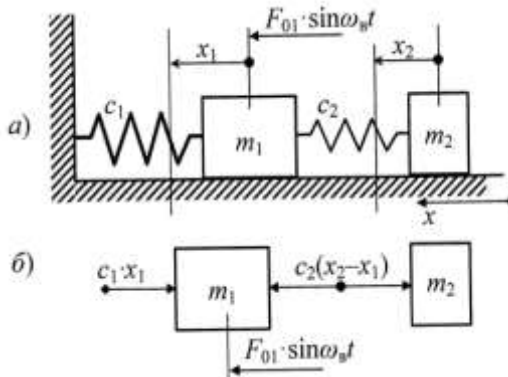 F₀₁·sinωвt
x₁
x₂
c₁
c₂
а)
m₁
m₂
x
б)
c₁·x₁
c₂(x₂–x₁)
m₁
m₂
F₀₁·sinωвt